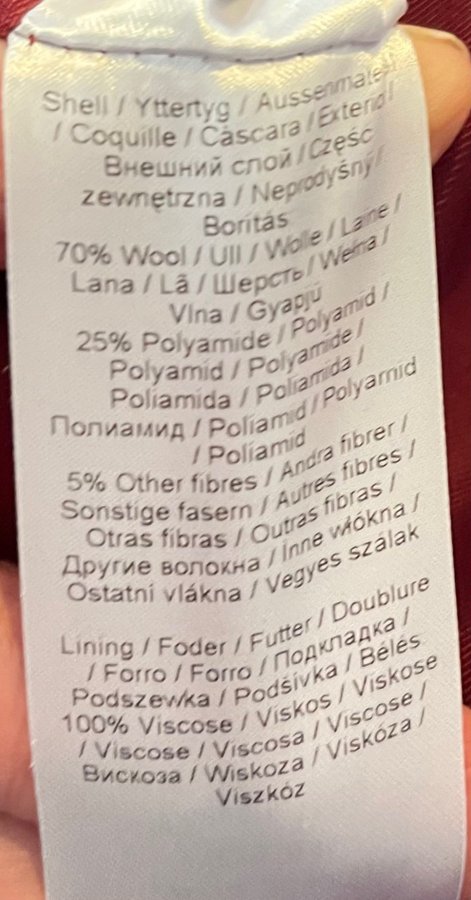 Shell / Yttertyg / Aussenmateri
/ Coquille / Cáscara / Exterior
Внешний слой / Część
zewnętrzna / Neprodyšný /
Borítás
70% Wool / Ull / Wolle / Laine /
Lana / Lã / Шерсть / Wełna /
Vlna / Gyapjú
25% Polyamide / Polyamid /
Polyamid / Polyamide /
Poliamida / Poliamida /
Полиамид / Poliamid / Polyamid
/ Poliamid
5% Other fibres / Andra fibrer /
Sonstige fasern / Autres fibres /
Otras fibras / Outras fibras /
Другие волокна / Inne włókna /
Ostatní vlákna / Vegyes szálak
Lining / Foder / Futter / Doublure
/ Forro / Forro / Подкладка /
Podszewka / Podšívka / Bélés
100% Viscose / Viskos / Viskose
/ Viscose / Viscosa / Viscose /
Вискоза / Wiskoza / Viskóza /
Viszkóz